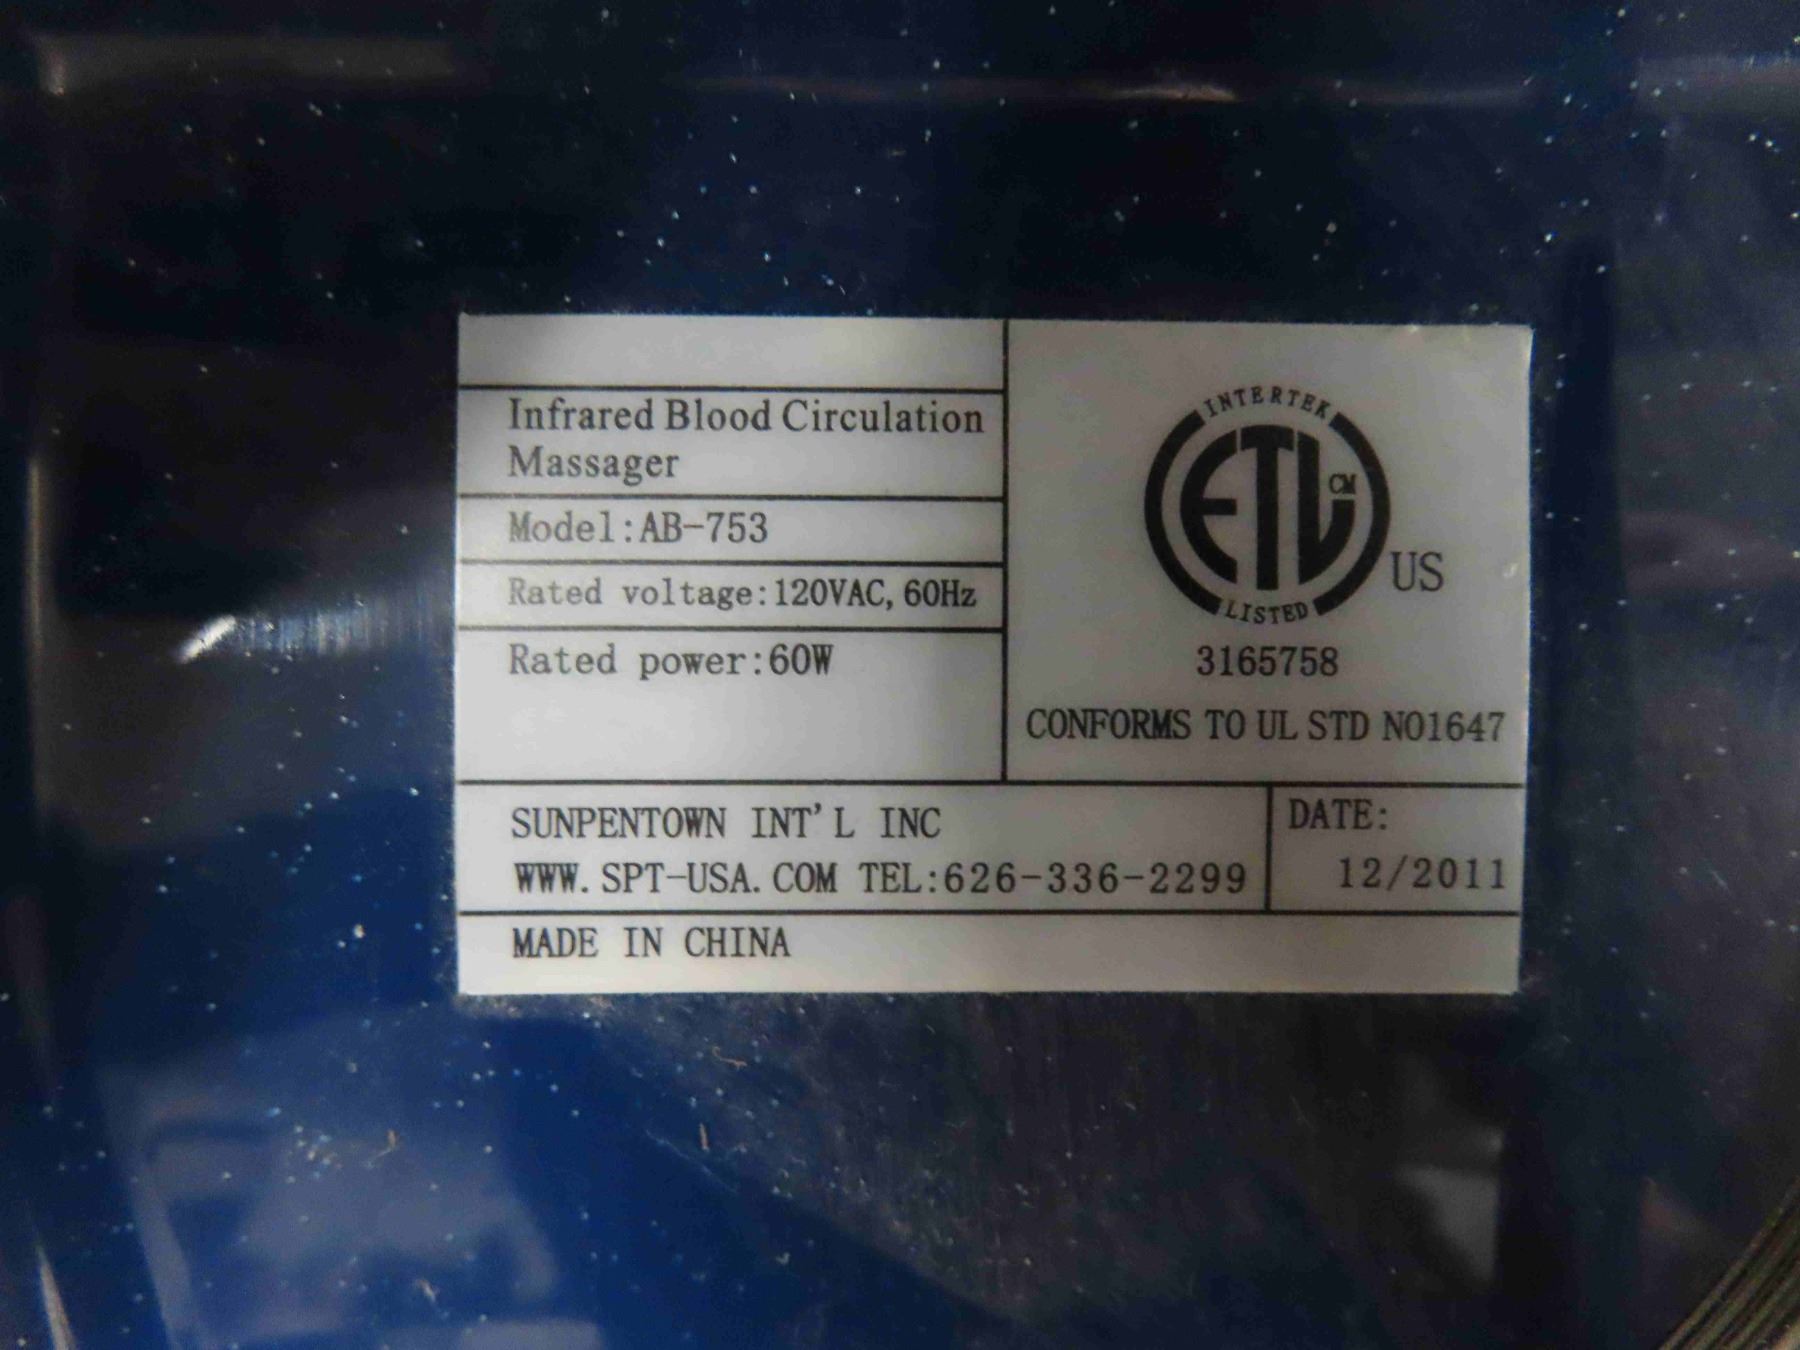 Infrared Blood Circulation
Massager
Model:AB-753
Rated voltage:120VAC, 60Hz
Rated power:60W
INTERTEK
ETL CM
US
LISTED
3165758
CONFORMS TO UL STD NO1647
SUNPENTOWN INT'L INC
WWW.SPT-USA.COM TEL:626-336-2299
DATE:
12/2011
MADE IN CHINA